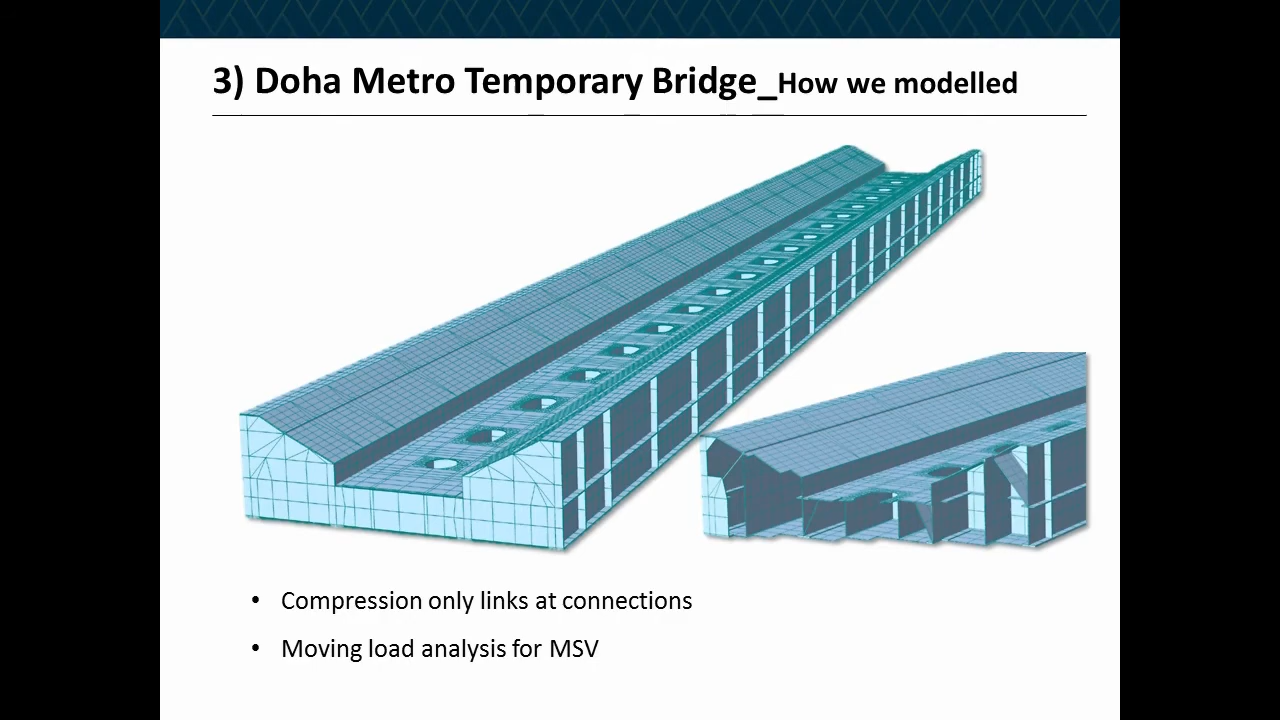 3) Doha Metro Temporary Bridge_How we modelled
• Compression only links at connections
• Moving load analysis for MSV